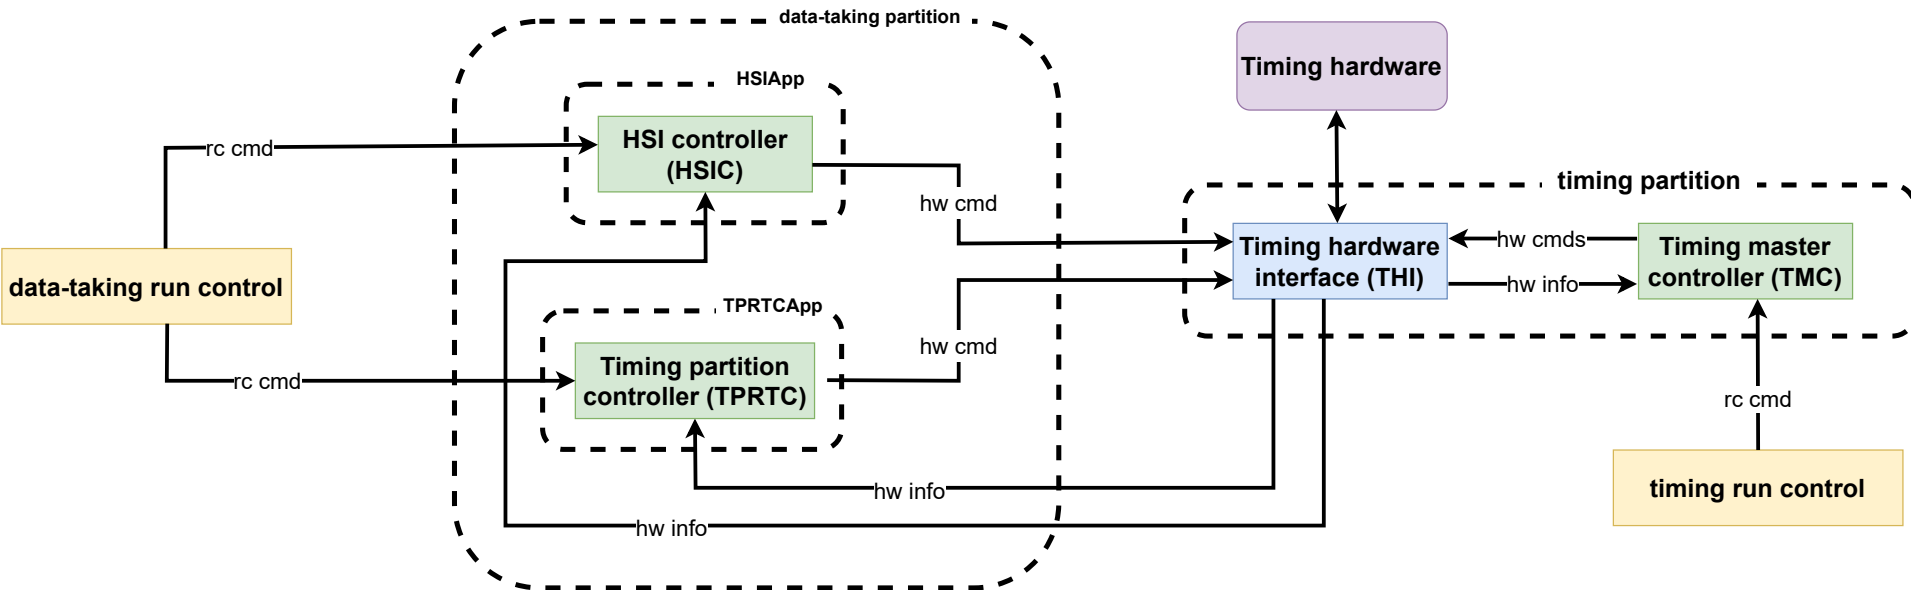 data-taking partition
HSIApp
HSI controller
(HSIC)
rc cmd
hw cmd
data-taking run control
TPRTCApp
Timing partition
controller (TPRTC)
rc cmd
hw cmd
hw info
hw info
Timing hardware
timing partition
Timing hardware
interface (THI)
hw cmds
hw info
Timing master
controller (TMC)
rc cmd
timing run control